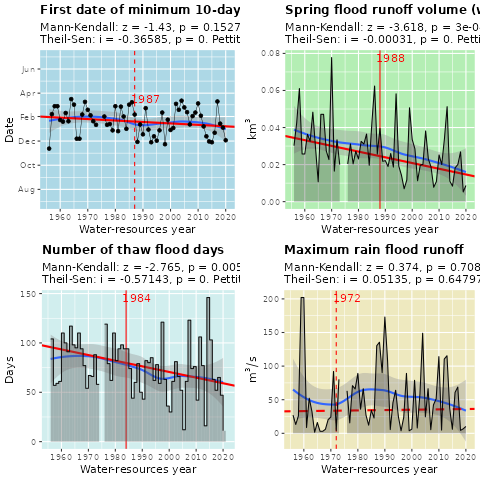 First date of minimum 10-day
Mann-Kendall: z = -1.43, p = 0.1527
Theil-Sen: i = -0.36585, p = 0. Pettit
Jun
Apr
Feb
Dec
Oct
Aug
Date
1987
1960 1970 1980 1990 2000 2010 2020
Water-resources year
Spring flood runoff volume (w
Mann-Kendall: z = -3.618, p = 3e-0
Theil-Sen: i = -0.00031, p = 0. Pett
0.08
0.06
0.04
0.02
0.00
km³
1988
1960 1970 1980 1990 2000 2010 2020
Water-resources year
Number of thaw flood days
Mann-Kendall: z = -2.765, p = 0.005
Theil-Sen: i = -0.57143, p = 0. Pettit
150
100
50
0
Days
1984
1960 1970 1980 1990 2000 2010 2020
Water-resources year
Maximum rain flood runoff
Mann-Kendall: z = 0.374, p = 0.708
Theil-Sen: i = 0.05135, p = 0.64797
200
150
100
50
0
m³/s
1972
1960 1970 1980 1990 2000 2010 2020
Water-resources year